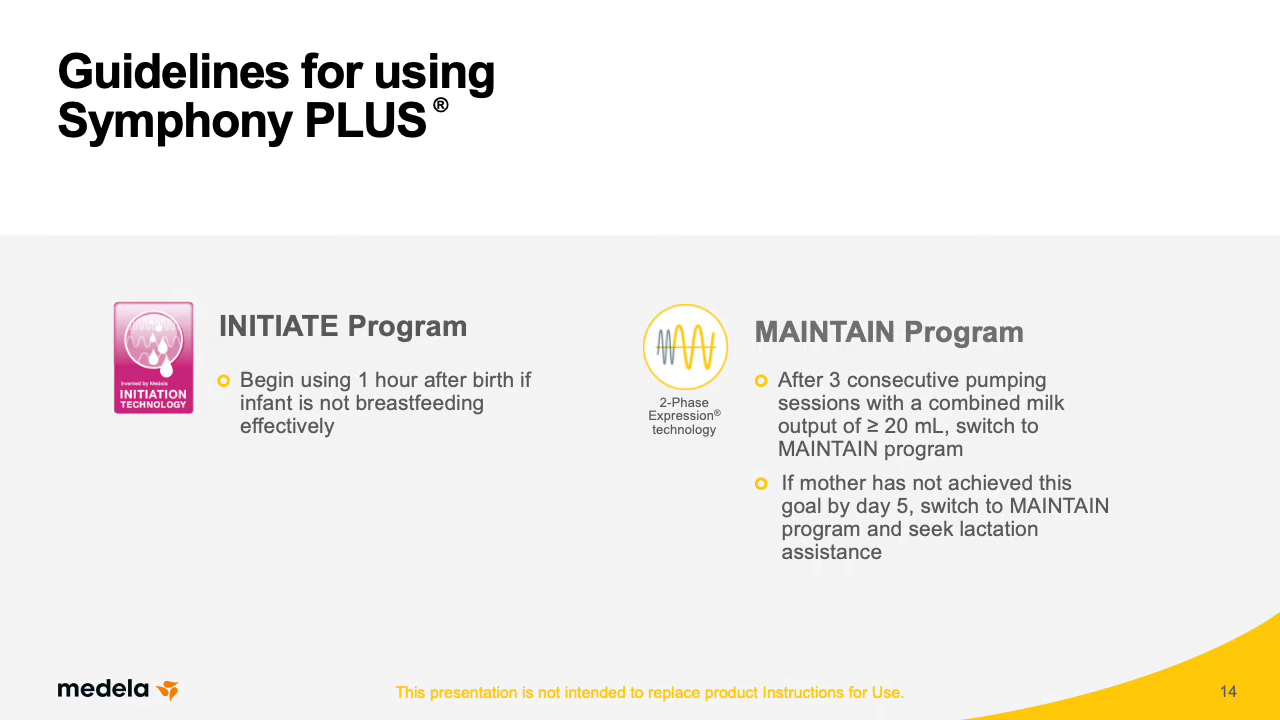 Guidelines for using
Symphony PLUS®
Invented by Medela
INITIATION
TECHNOLOGY
INITIATE Program
Begin using 1 hour after birth if
infant is not breastfeeding
effectively
2-Phase
Expression®
technology
MAINTAIN Program
After 3 consecutive pumping
sessions with a combined milk
output of ≥ 20 mL, switch to
MAINTAIN program
If mother has not achieved this
goal by day 5, switch to MAINTAIN
program and seek lactation
assistance
medela
This presentation is not intended to replace product Instructions for Use.
14